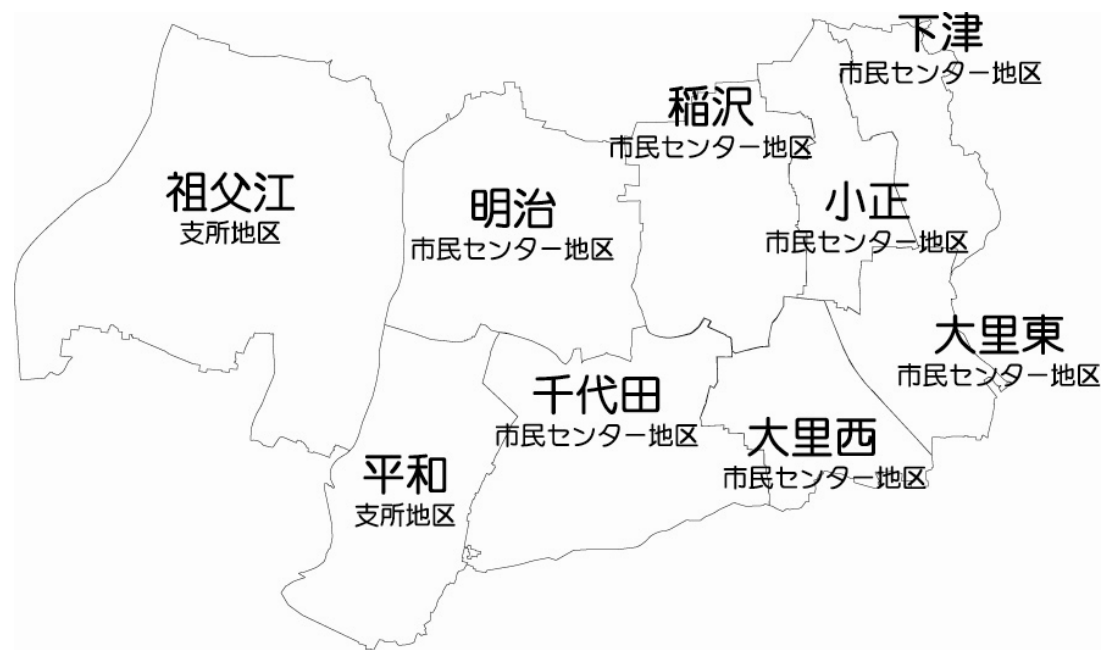 下津
市民センター地区
稲沢
市民センター地区
祖父江
支所地区
明治
市民センター地区
小正
市民センター地区
大里東
市民センター地区
千代田
市民センター地区
大里西
市民センター地区
平和
支所地区